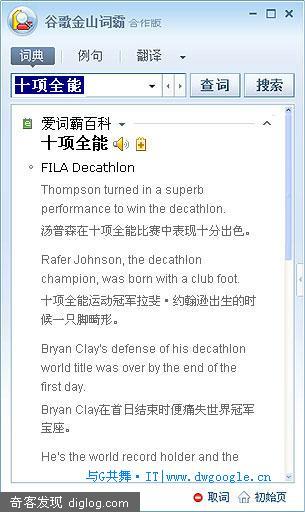 谷歌金山词霸 合作版
词典 例句 翻译
十项全能 查词 搜索
爱词霸百科
十项全能
FILA Decathlon
Thompson turned in a superb
performance to win the decathlon.
汤普森在十项全能比赛中表现十分出色。
Rafer Johnson, the decathlon
champion, was born with a club foot.
十项全能运动冠军拉斐·约翰逊出生的时
候一只脚畸形。
Bryan Clay's defense of his decathlon
world title was over by the end of the
first day.
Bryan Clay在首日结束时便痛失世界冠军
宝座。
He's the world record holder and the
与G共舞·IT|www.dwgoogle.cn
取词 初始页
奇客发现 diglog.com